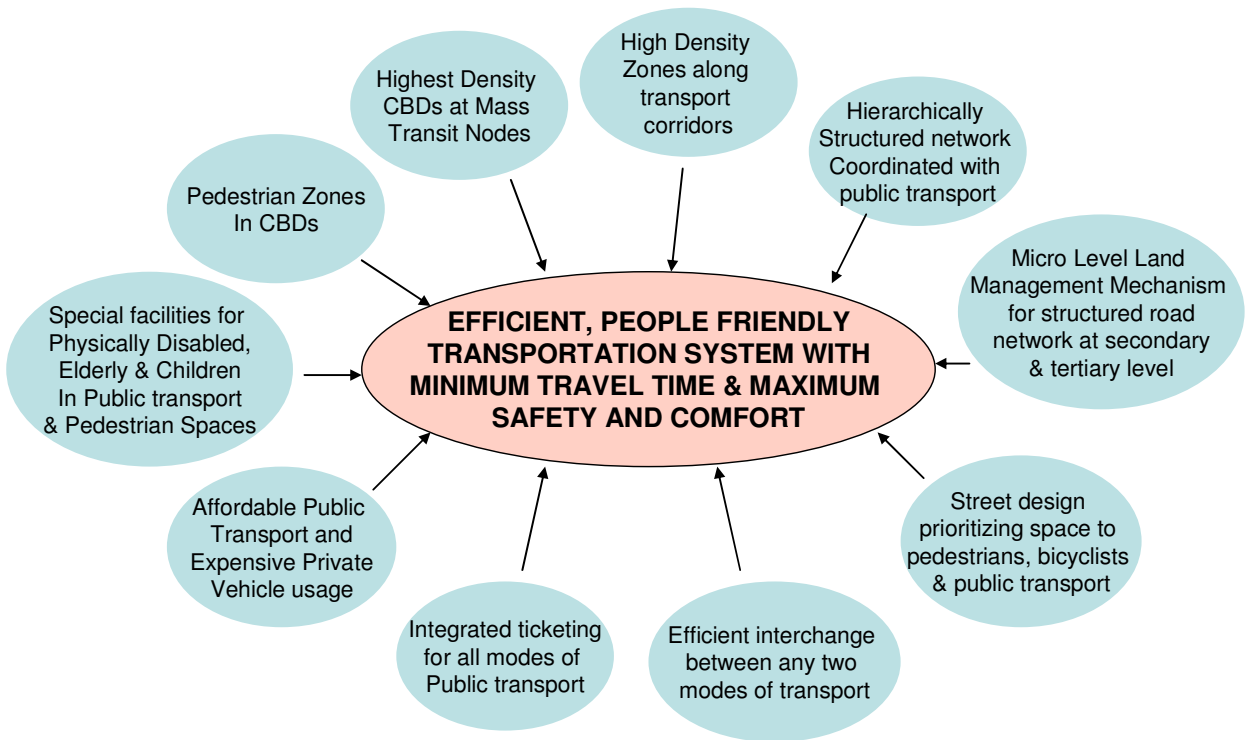 High Density
Zones along
transport
corridors
Highest Density
CBDs at Mass
Transit Nodes
Hierarchically
Structured network
Coordinated with
public transport
Pedestrian Zones
In CBDs
Micro Level Land
Management Mechanism
for structured road
network at secondary
& tertiary level
Special facilities for
Physically Disabled,
Elderly & Children
In Public transport
& Pedestrian Spaces
EFFICIENT, PEOPLE FRIENDLY
TRANSPORTATION SYSTEM WITH
MINIMUM TRAVEL TIME & MAXIMUM
SAFETY AND COMFORT
Affordable Public
Transport and
Expensive Private
Vehicle usage
Street design
prioritizing space to
pedestrians, bicyclists
& public transport
Integrated ticketing
for all modes of
Public transport
Efficient interchange
between any two
modes of transport